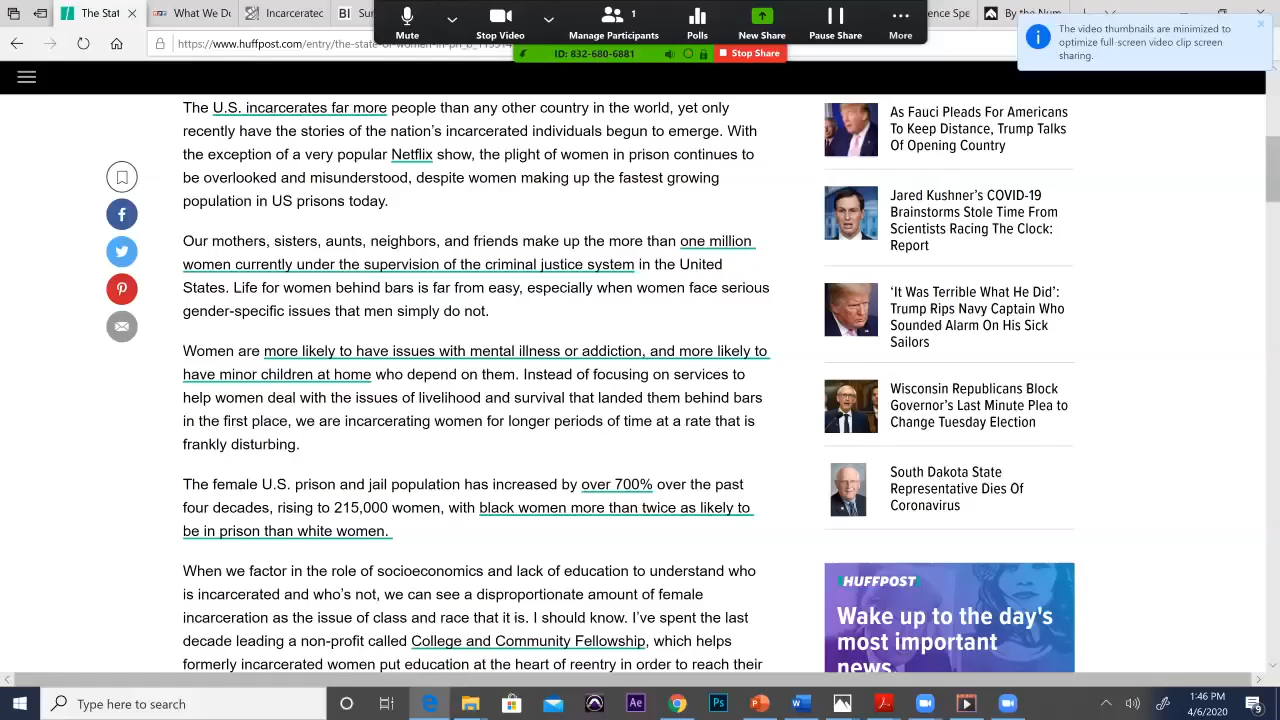 The Stat
Incarcerate
What Do
Incarcerat
Sur
ence Spe
By the Num
Mute
Stop Video
1
Manage Participants
Polls
New Share
Pause Share
More
ID: 832-680-6881
Stop Share
The video thumbnails are minimized to
optimize full-screen video clip screen
sharing.
https://www.huffpost.com/entry/the-state-of-women-in-pri_b_
The U.S. incarcerates far more people than any other country in the world, yet only
recently have the stories of the nation's incarcerated individuals begun to emerge. With
the exception of a very popular Netflix show, the plight of women in prison continues to
be overlooked and misunderstood, despite women making up the fastest growing
population in US prisons today.
Our mothers, sisters, aunts, neighbors, and friends make up the more than one million
women currently under the supervision of the criminal justice system in the United
States. Life for women behind bars is far from easy, especially when women face serious
gender-specific issues that men simply do not.
Women are more likely to have issues with mental illness or addiction, and more likely to
have minor children at home who depend on them. Instead of focusing on services to
help women deal with the issues of livelihood and survival that landed them behind bars
in the first place, we are incarcerating women for longer periods of time at a rate that is
frankly disturbing.
The female U.S. prison and jail population has increased by over 700% over the past
four decades, rising to 215,000 women, with black women more than twice as likely to
be in prison than white women.
When we factor in the role of socioeconomics and lack of education to understand who
is incarcerated and who's not, we can see a disproportionate amount of female
incarceration as the issue of class and race that it is. I should know. I've spent the last
decade leading a non-profit called College and Community Fellowship, which helps
formerly incarcerated women put education at the heart of reentry in order to reach their
As Fauci Pleads For Americans
To Keep Distance, Trump Talks
Of Opening Country
Jared Kushner's COVID-19
Brainstorms Stole Time From
Scientists Racing The Clock:
Report
'It Was Terrible What He Did':
Trump Rips Navy Captain Who
Sounded Alarm On His Sick
Sailors
Wisconsin Republicans Block
Governor's Last Minute Plea to
Change Tuesday Election
South Dakota State
Representative Dies Of
Coronavirus
HUFFPOST
Wake up to the day's
most important
news.
Type here to search
1:46 PM
4/6/2020